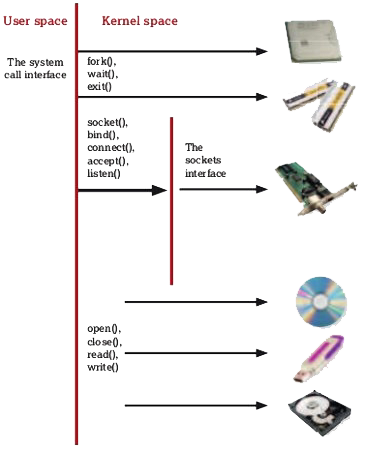 User space
Kernel space
The system
call interface
fork(),
wait(),
exit()
socket(),
bind(),
connect(),
accept(),
listen()
The
sockets
interface
open(),
close(),
read(),
write()